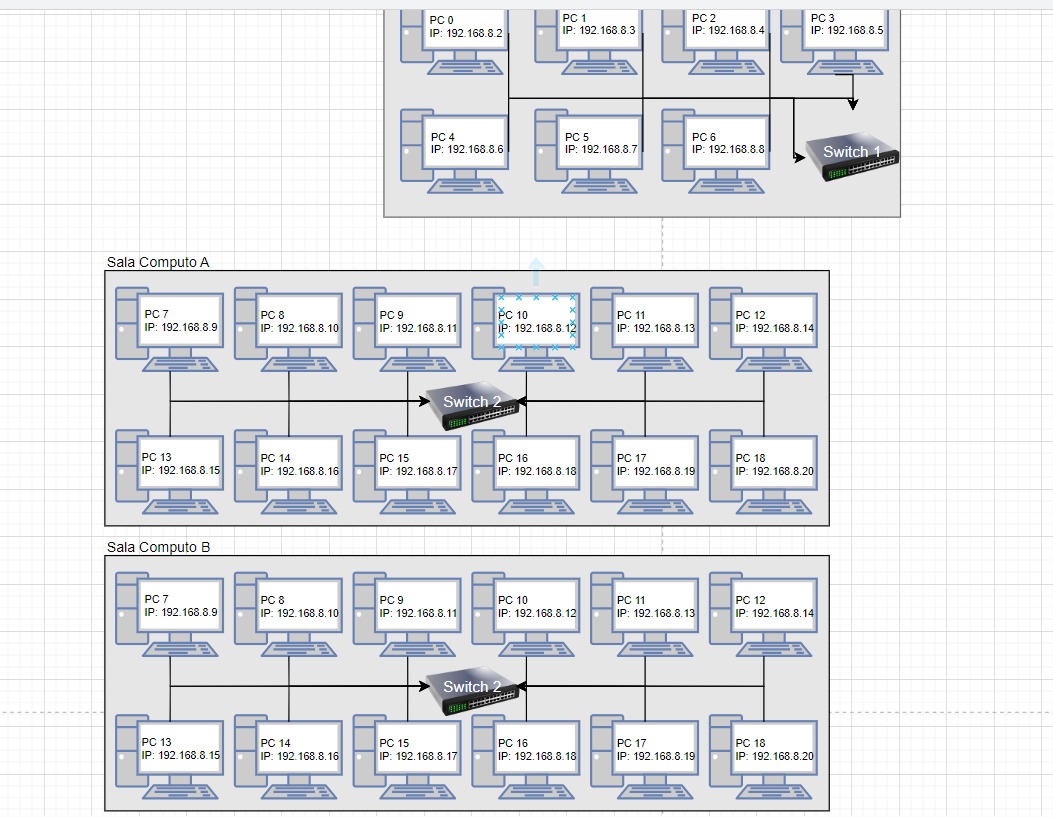 PC 0
IP: 192.168.8.2
PC 1
IP: 192.168.8.3
PC 2
IP: 192.168.8.4
PC 3
IP: 192.168.8.5
PC 4
IP: 192.168.8.6
PC 5
IP: 192.168.8.7
PC 6
IP: 192.168.8.8
Switch 1
Sala Computo A
PC 7
IP: 192.168.8.9
PC 8
IP: 192.168.8.10
PC 9
IP: 192.168.8.11
PC 10
IP: 192.168.8.12
PC 11
IP: 192.168.8.13
PC 12
IP: 192.168.8.14
Switch 2
PC 13
IP: 192.168.8.15
PC 14
IP: 192.168.8.16
PC 15
IP: 192.168.8.17
PC 16
IP: 192.168.8.18
PC 17
IP: 192.168.8.19
PC 18
IP: 192.168.8.20
Sala Computo B
PC 7
IP: 192.168.8.9
PC 8
IP: 192.168.8.10
PC 9
IP: 192.168.8.11
PC 10
IP: 192.168.8.12
PC 11
IP: 192.168.8.13
PC 12
IP: 192.168.8.14
Switch 2
PC 13
IP: 192.168.8.15
PC 14
IP: 192.168.8.16
PC 15
IP: 192.168.8.17
PC 16
IP: 192.168.8.18
PC 17
IP: 192.168.8.19
PC 18
IP: 192.168.8.20